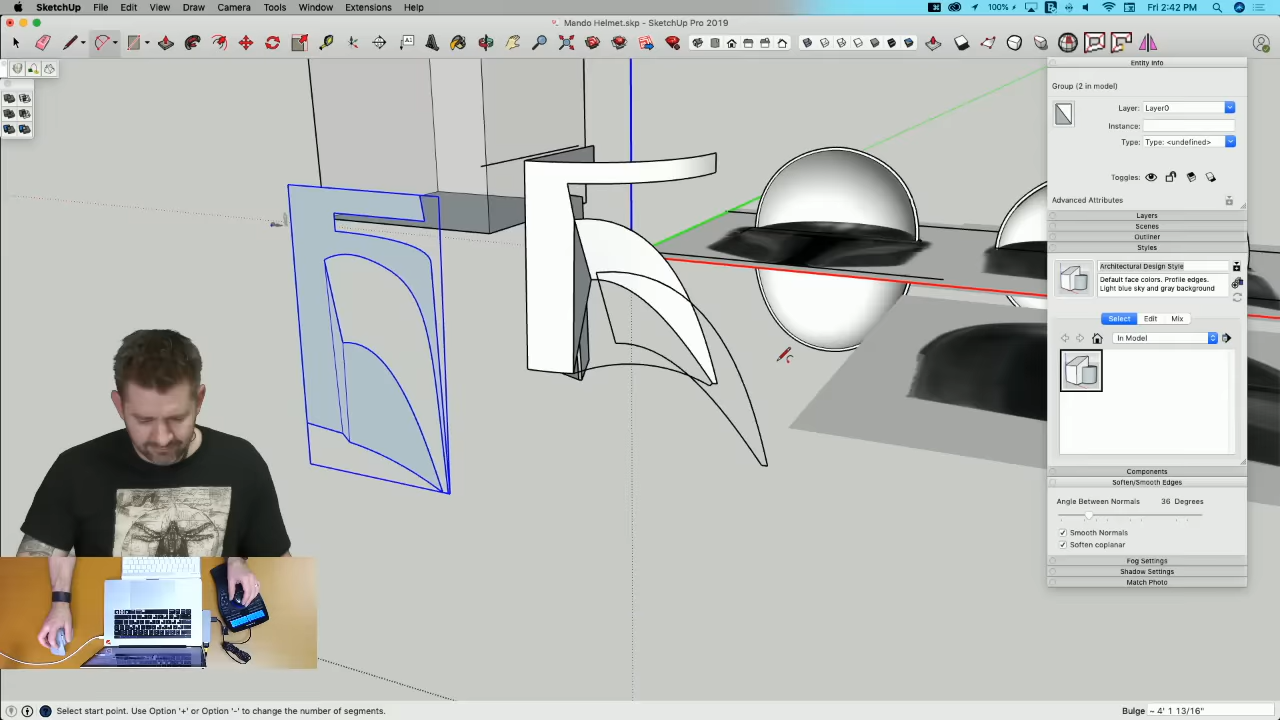 SketchUp File Edit View Draw Camera Tools Window Extensions Help
100% Fri 2:42 PM
Mando Helmet.skp - SketchUp Pro 2019
Entity Info
Group (2 in model)
Layer: Layer0
Instance:
Type: Type: <undefined>
Toggles:
Advanced Attributes
Layers
Scenes
Outliner
Styles
Architectural Design Style
Default face colors. Profile edges. Light blue sky and gray background
Select Edit Mix
In Model
Components
Soften/Smooth Edges
Angle Between Normals 36 Degrees
Smooth Normals
Soften coplanar
Fog Settings
Shadow Settings
Match Photo
Select start point. Use Option '+' or Option '-' to change the number of segments.
Bulge ~ 4' 1 13/16"